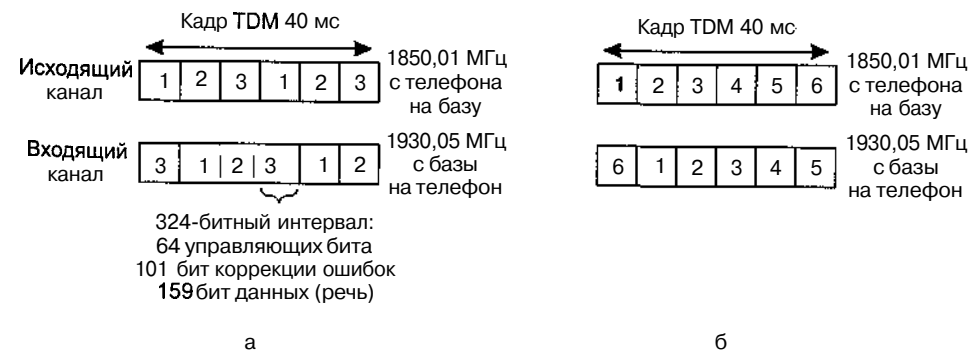 Кадр TDM 40 мс
Исходящий канал
1 2 3 1 2 3
1850,01 МГц
с телефона
на базу
Входящий канал
3 1 2 3 1 2
1930,05 МГц
с базы
на телефон
324-битный интервал:
64 управляющих бита
101 бит коррекции ошибок
159 бит данных (речь)
а
Кадр TDM 40 мс
1 2 3 4 5 6
1850,01 МГц
с телефона
на базу
6 1 2 3 4 5
1930,05 МГц
с базы
на телефон
б